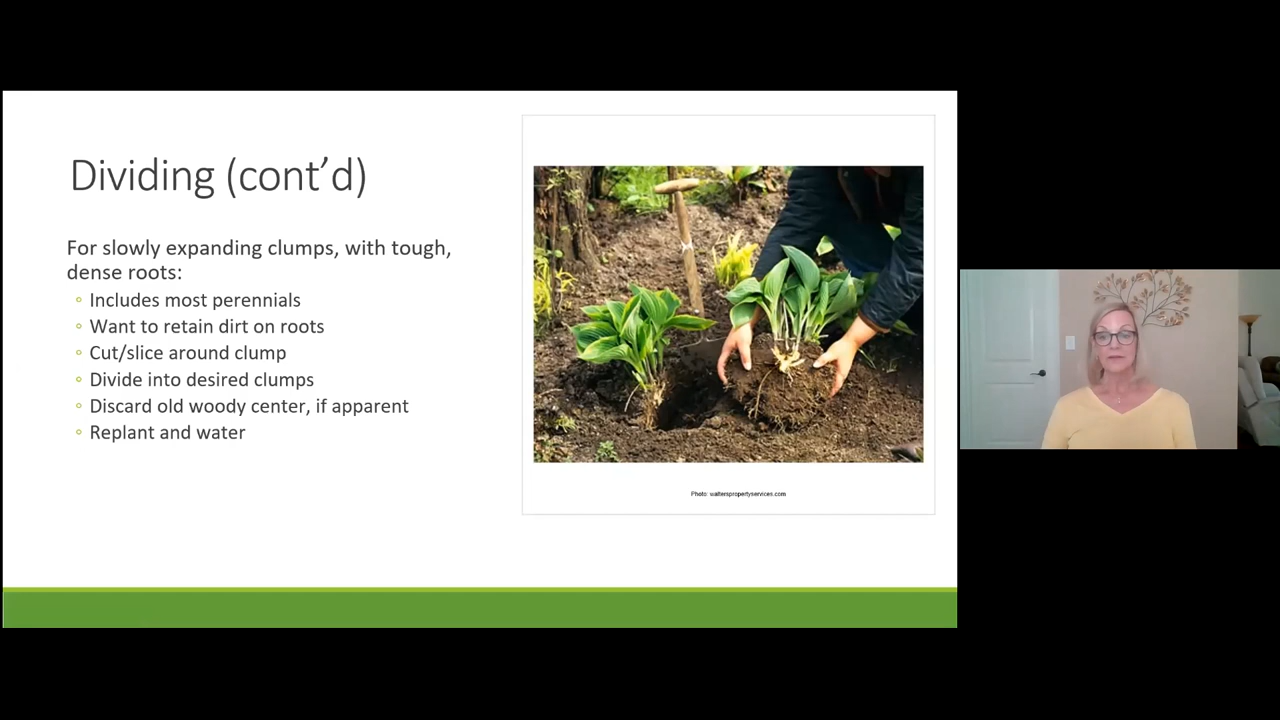 Dividing (cont’d)
For slowly expanding clumps, with tough,
dense roots:
Includes most perennials
Want to retain dirt on roots
Cut/slice around clump
Divide into desired clumps
Discard old woody center, if apparent
Replant and water
Photo: walterspropertyservices.com